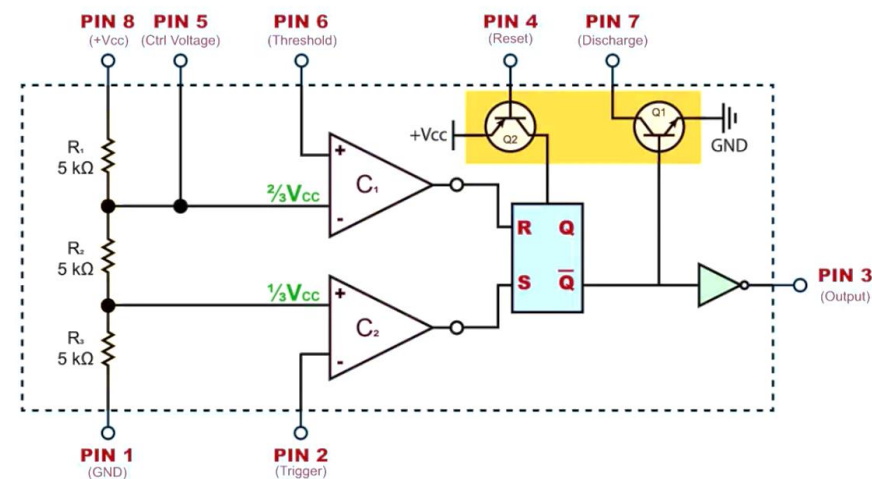 PIN 8 PIN 5 PIN 6 PIN 4 PIN 7
(+Vcc) (Ctrl Voltage) (Threshold) (Reset) (Discharge)
R₁
5 kΩ
+Vcc
Q2
Q1
GND
C₁
+
-
⅔Vcc
R Q
R₂
5 kΩ
⅓Vcc
+
-
C₂
S Q̅
PIN 3
(Output)
R₃
5 kΩ
PIN 1 PIN 2
(GND) (Trigger)